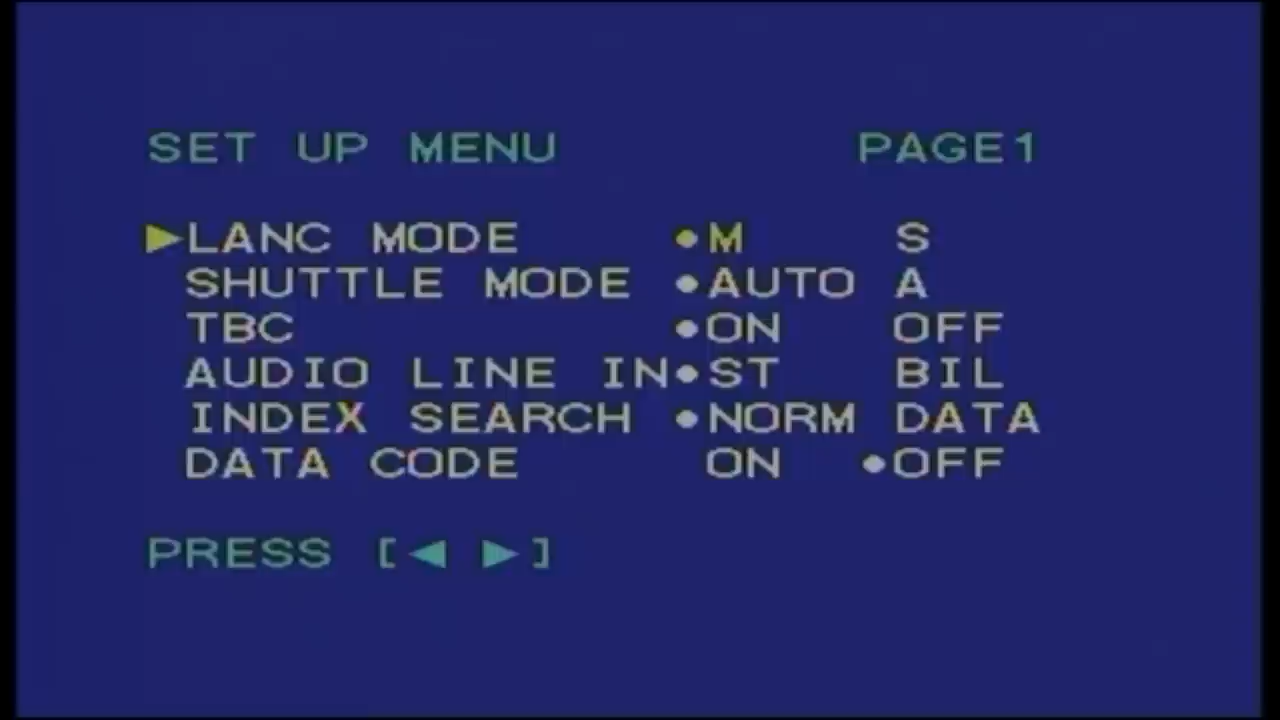 SET UP MENU PAGE1
►LANC MODE ●M S
SHUTTLE MODE ●AUTO A
TBC ●ON OFF
AUDIO LINE IN●ST BIL
INDEX SEARCH ●NORM DATA
DATA CODE ON ●OFF
PRESS [◄ ►]